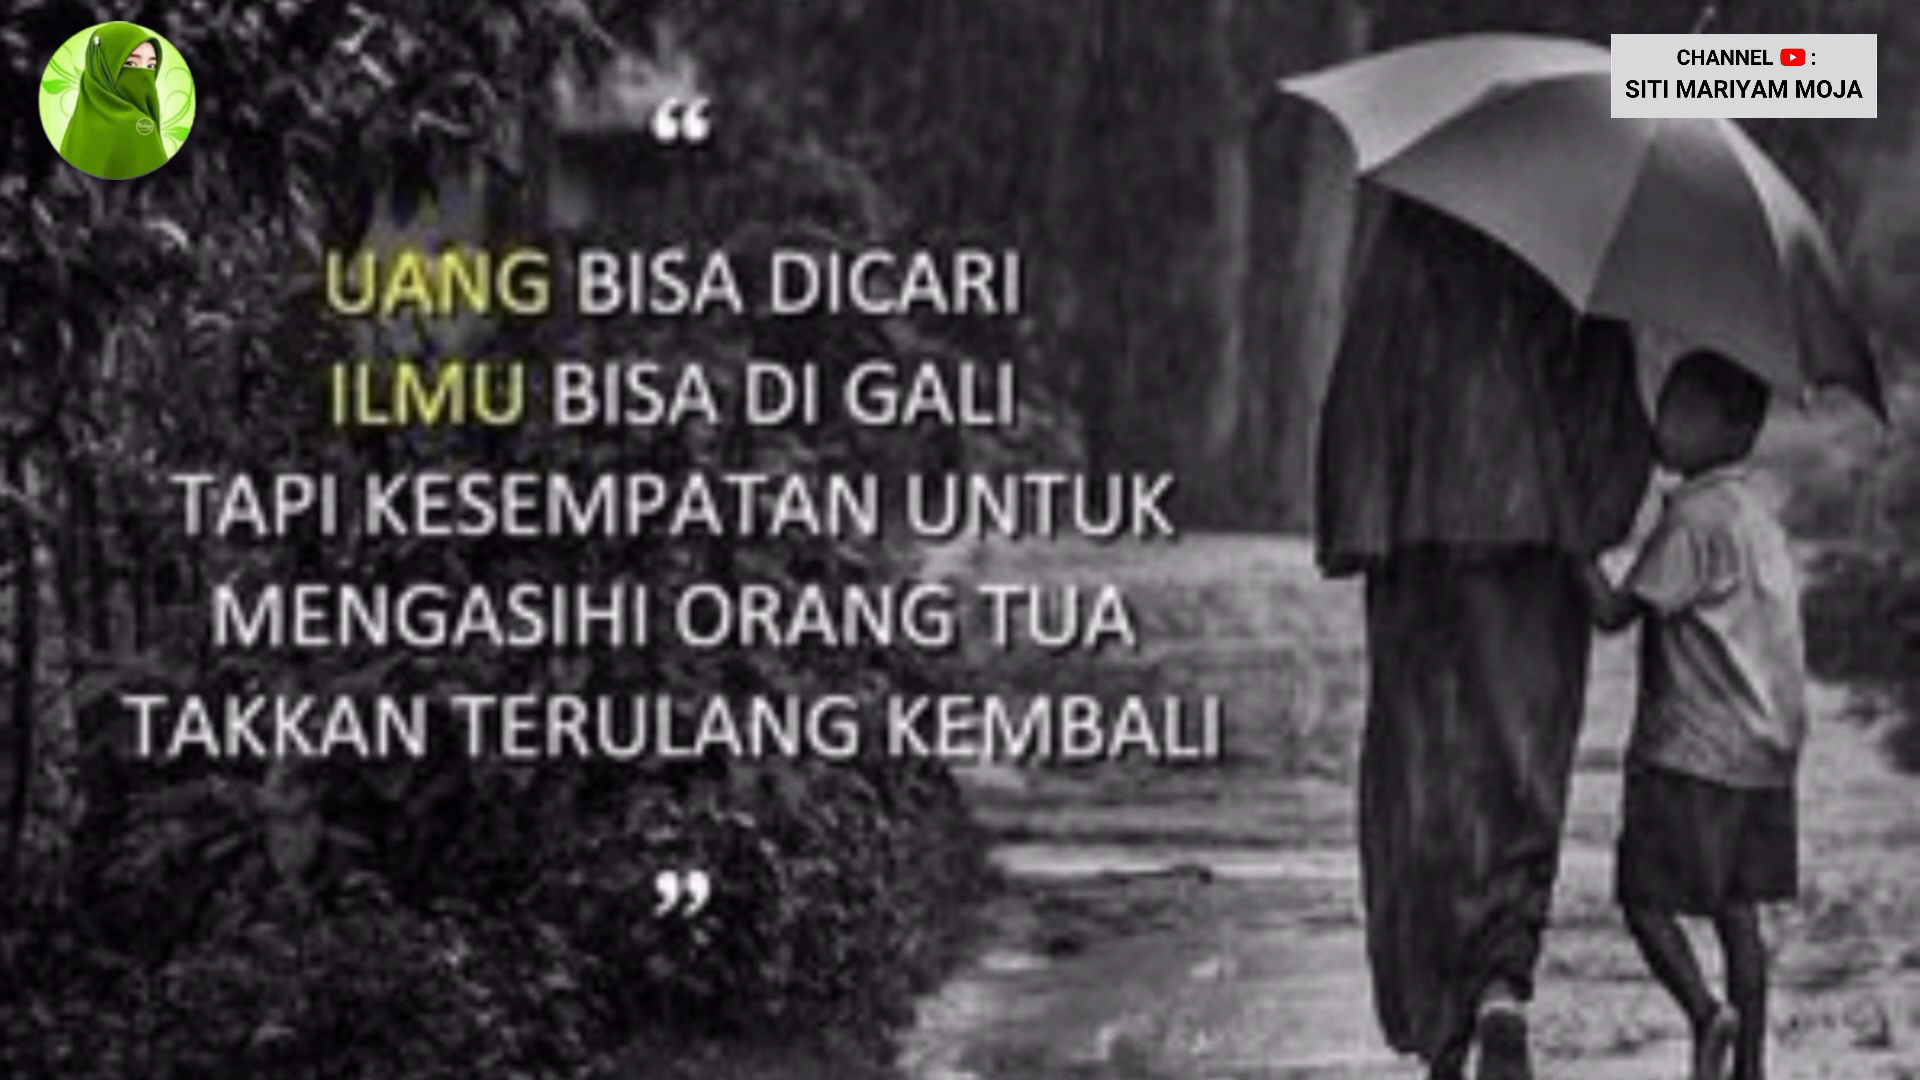 CHANNEL :
SITI MARIYAM MOJA
“
UANG BISA DICARI
ILMU BISA DI GALI
TAPI KESEMPATAN UNTUK
MENGASIHI ORANG TUA
TAKKAN TERULANG KEMBALI
”